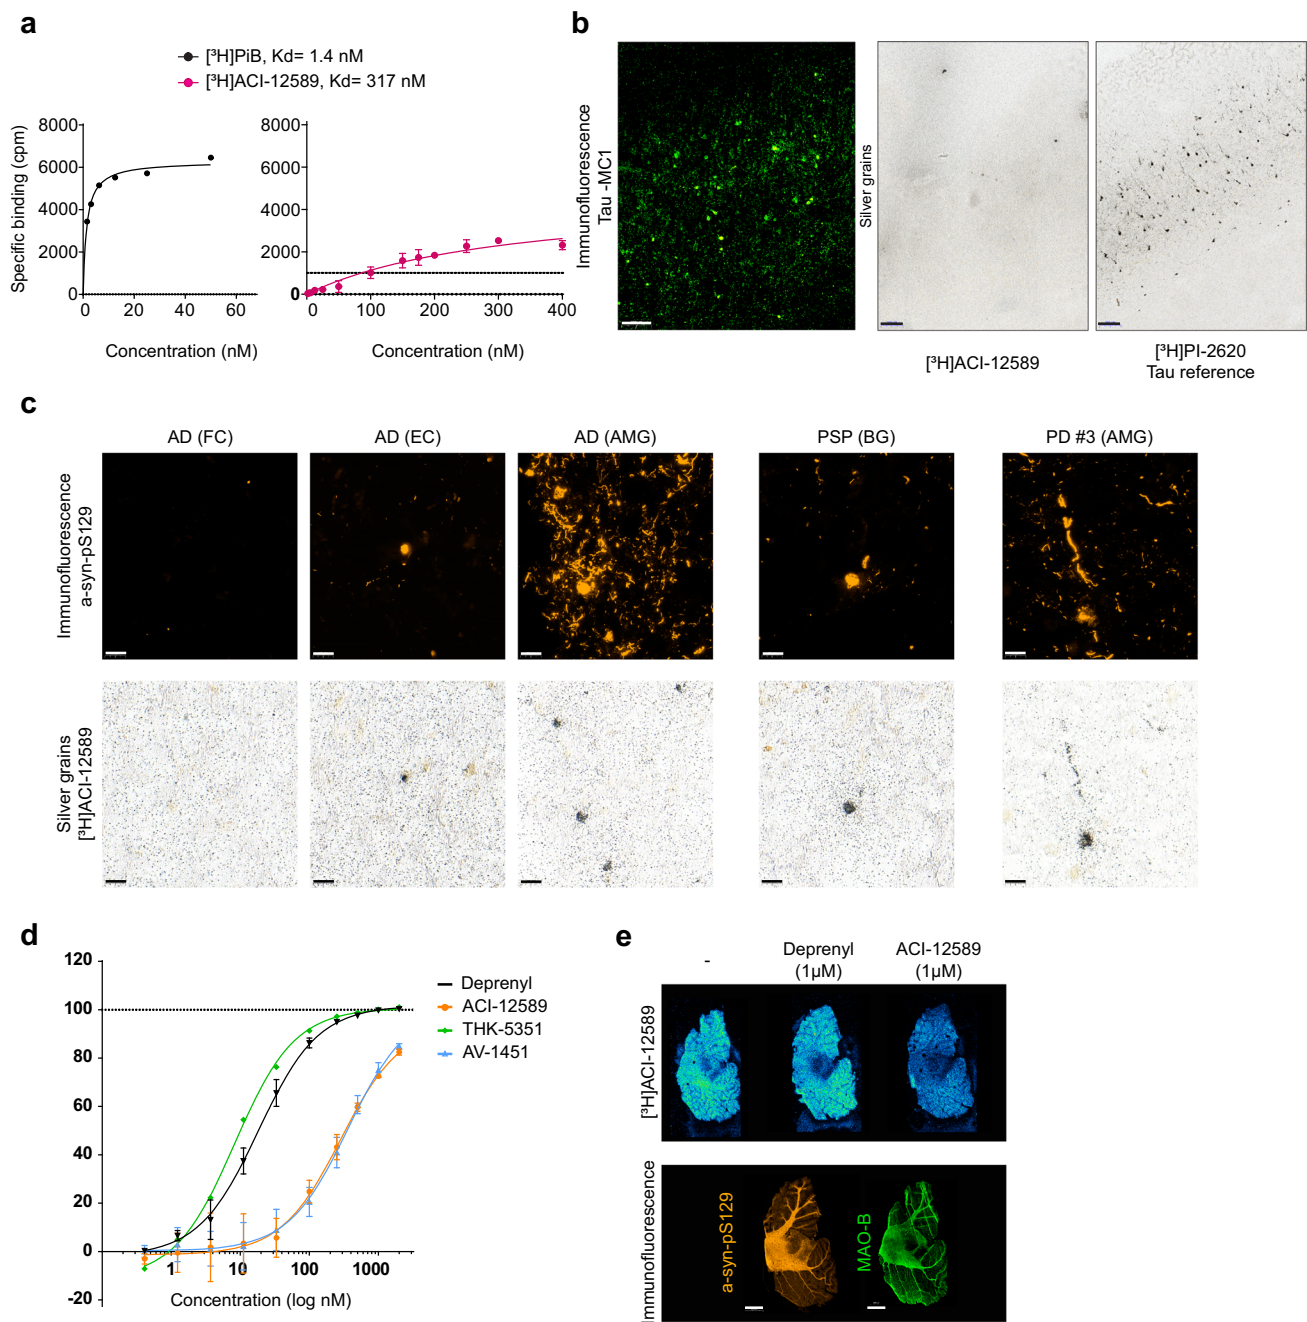 a
[³H]PiB, Kd= 1.4 nM
[³H]ACI-12589, Kd= 317 nM
Specific binding (cpm)
8000
6000
4000
2000
0
0
20
40
60
Concentration (nM)
8000
6000
4000
2000
0
0
100
200
300
400
Concentration (nM)
b
Immunofluorescence
Tau -MC1
Silver grains
[³H]ACI-12589
[³H]PI-2620
Tau reference
c
AD (FC)
AD (EC)
AD (AMG)
PSP (BG)
PD #3 (AMG)
Immunofluorescence
a-syn-pS129
Silver grains
[³H]ACI-12589
d
120
100
80
60
40
20
0
-20
1
10
100
1000
Concentration (log nM)
Deprenyl
ACI-12589
THK-5351
AV-1451
e
-
Deprenyl
(1µM)
ACI-12589
(1µM)
[³H]ACI-12589
Immunofluorescence
a-syn-pS129
MAO-B